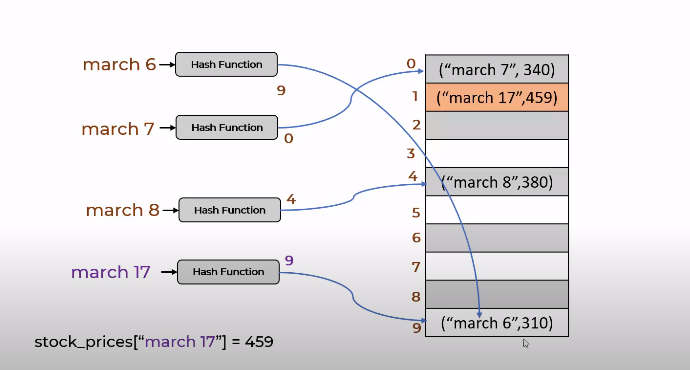 march 6
Hash Function
9
march 7
Hash Function
0
march 8
Hash Function
4
march 17
Hash Function
9
stock_prices["march 17"] = 459
0
("march 7", 340)
1
("march 17",459)
2
3
4
("march 8",380)
5
6
7
8
9
("march 6",310)